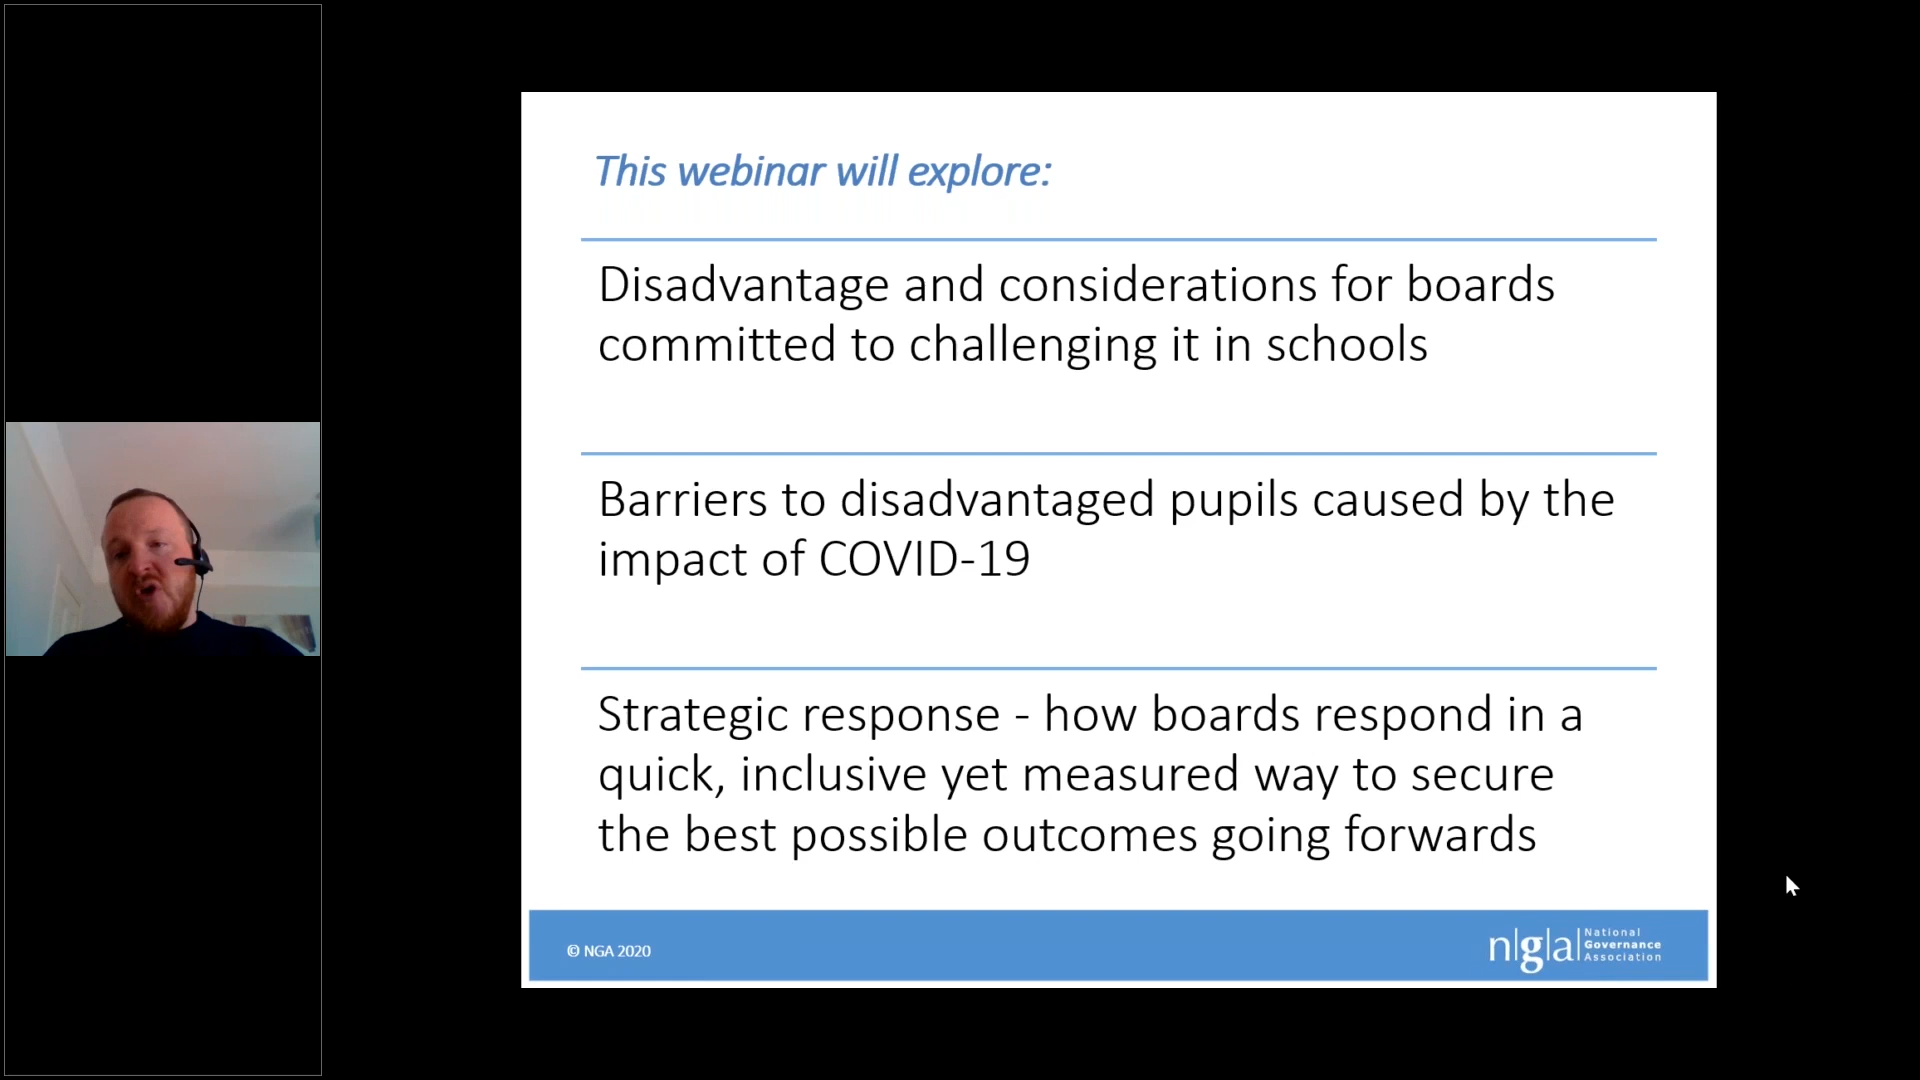 This webinar will explore:
Disadvantage and considerations for boards
committed to challenging it in schools
Barriers to disadvantaged pupils caused by the
impact of COVID-19
Strategic response - how boards respond in a
quick, inclusive yet measured way to secure
the best possible outcomes going forwards
© NGA 2020
n|g|a|
National
Governance
Association